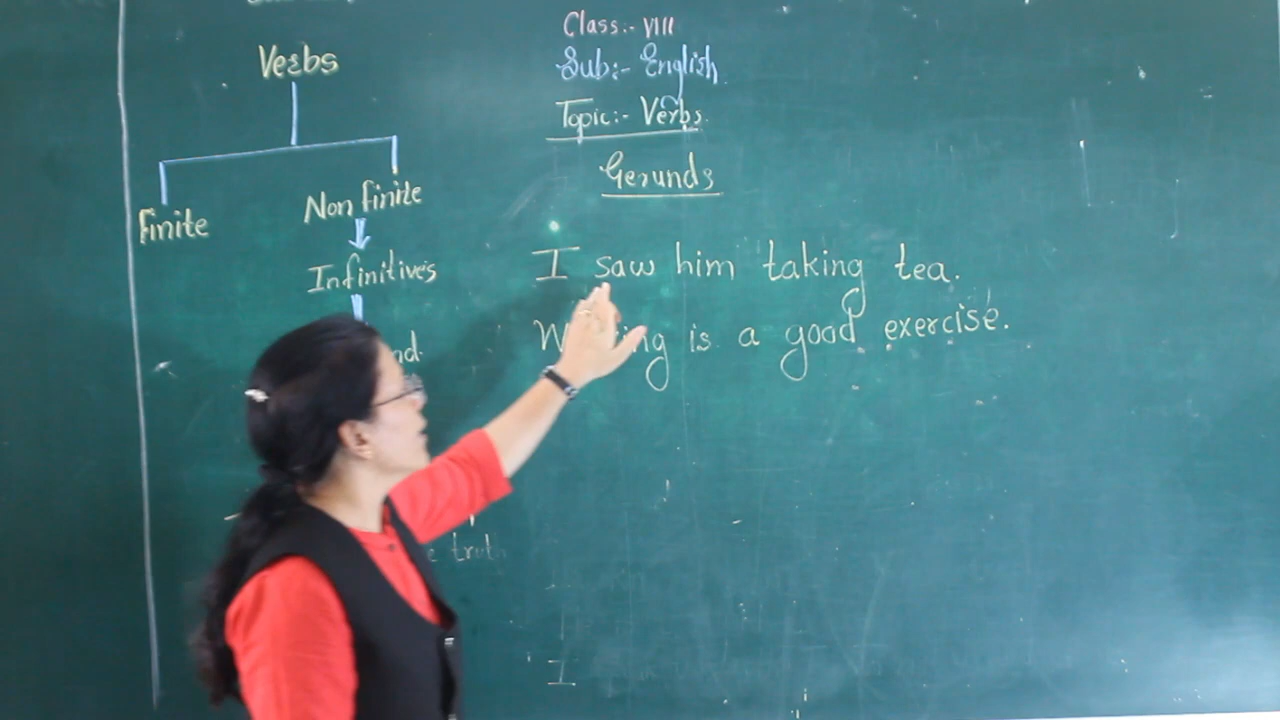 Class:- VIII
Sub:- English
Topic:- Verbs.
Gerunds
Verbs
Finite
Non finite
Infinitives
I saw him taking tea.
is a good exercise.
truth
I